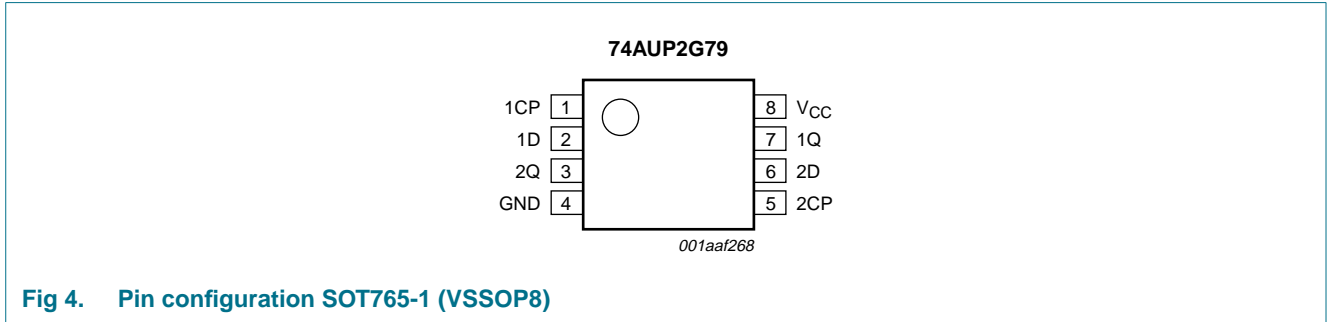 74AUP2G79
1CP 1 8 VCC
1D 2 7 1Q
2Q 3 6 2D
GND 4 5 2CP
001aaf268
Fig 4. Pin configuration SOT765-1 (VSSOP8)